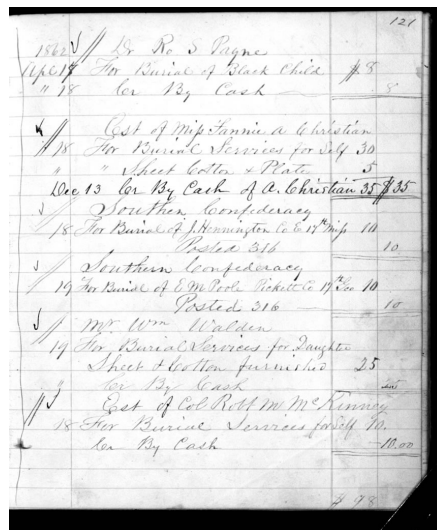 121
1862 Dr Ro S Payne
Apl 17 For Burial of Black Child $8
" 18 Cr By Cash 8
Est of Miss Fannie A Christian
18 For Burial Services for Self 30
" " Sheet Cotton & Plate 5
Dec 13 Cr By Cash of A. Christian 35 $35
Southern Confederacy
18 For Burial of J. Hennington Co E 17th Miss 10
Posted 316 10
Southern Confederacy
19 For Burial of E M Poole Pickett Co 17th Geo 10
Posted 316 10
Mr Wm Walden
19 For Burial Services for Daughter
Sheet & Cotton furnished 25
" Cr By Cash
Est of Col Robt M McKinney
18 For Burial Services for Self 10.
Cr By Cash 10.00
$ 98